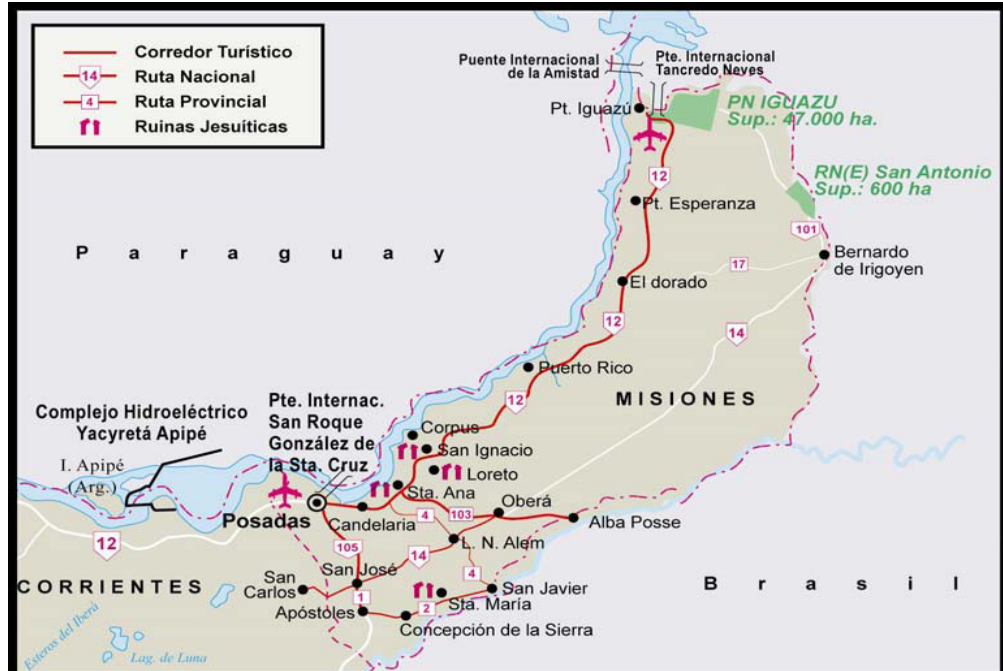 Corredor Turístico
14 Ruta Nacional
4 Ruta Provincial
Ruinas Jesuíticas
Puente Internacional
de la Amistad
Pte. Internacional
Tancredo Neves
Pt. Iguazú
PN IGUAZU
Sup.: 47.000 ha.
12
RN(E) San Antonio
Sup.: 600 ha
Pt. Esperanza
101
Paraguay
Bernardo
de Irigoyen
17
El dorado
12
14
Puerto Rico
MISIONES
12
Complejo Hidroeléctrico
Yacyretá Apipé
Pte. Internac.
San Roque
González de
la Sta. Cruz
Corpus
San Ignacio
I. Apipé
(Arg.)
Loreto
Sta. Ana
Oberá
Posadas
Candelaria
4
103
Alba Posse
12
105
L. N. Alem
14
CORRIENTES
San
Carlos
San José
4
San Javier
Brasil
1
Sta. María
Apóstoles
2
Concepción de la Sierra
Esteros del Iberá
Lag. de Luna